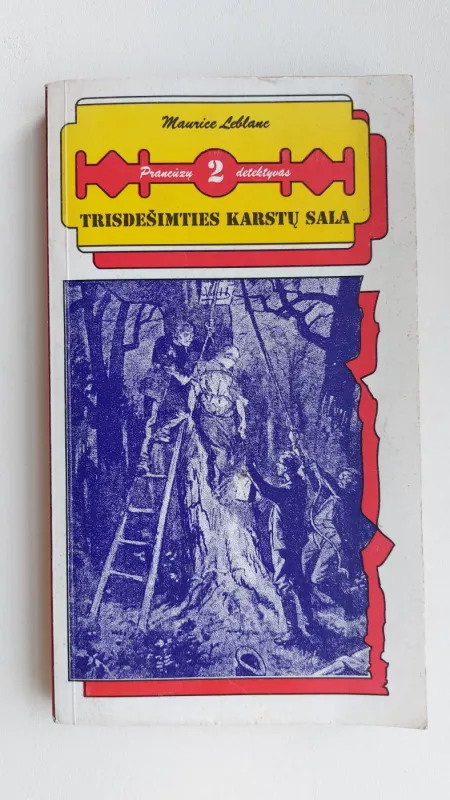 Maurice Leblanc
Prancūzų 2 detektyvas
TRISDEŠIMTIES KARSTŲ SALA